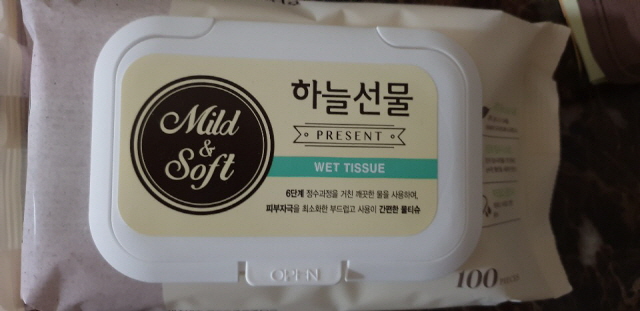 Mild
&
Soft
하늘선물
PRESENT
WET TISSUE
6단계 정수과정을 거친 깨끗한 물을 사용하며,
피부자극을 최소화한 부드럽고 사용이 간편한 물티슈
OPEN
100